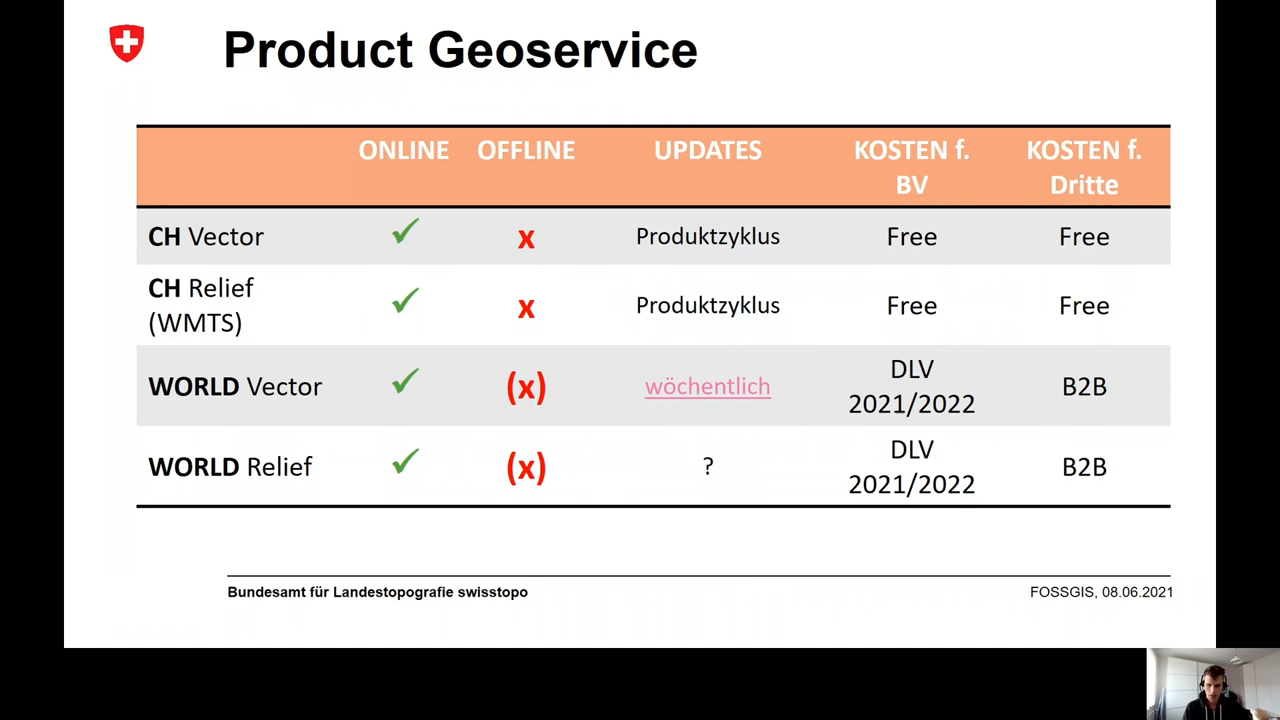 Product Geoservice
ONLINE OFFLINE UPDATES KOSTEN f. BV KOSTEN f. Dritte
CH Vector ✓ x Produktzyklus Free Free
CH Relief (WMTS) ✓ x Produktzyklus Free Free
WORLD Vector ✓ (x) wöchentlich DLV 2021/2022 B2B
WORLD Relief ✓ (x) ? DLV 2021/2022 B2B
Bundesamt für Landestopografie swisstopo
FOSSGIS, 08.06.2021